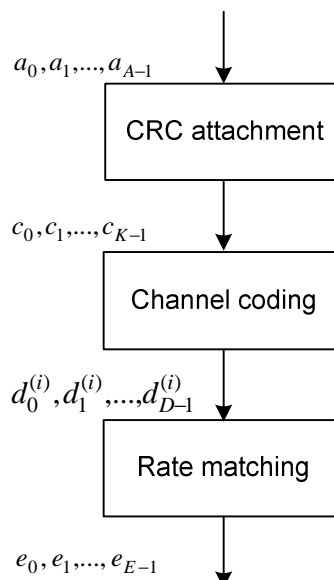 a_0, a_1,..., a_{A-1}
CRC attachment
c_0, c_1,..., c_{K-1}
Channel coding
d_0^{(i)}, d_1^{(i)},..., d_{D-1}^{(i)}
Rate matching
e_0, e_1,..., e_{E-1}